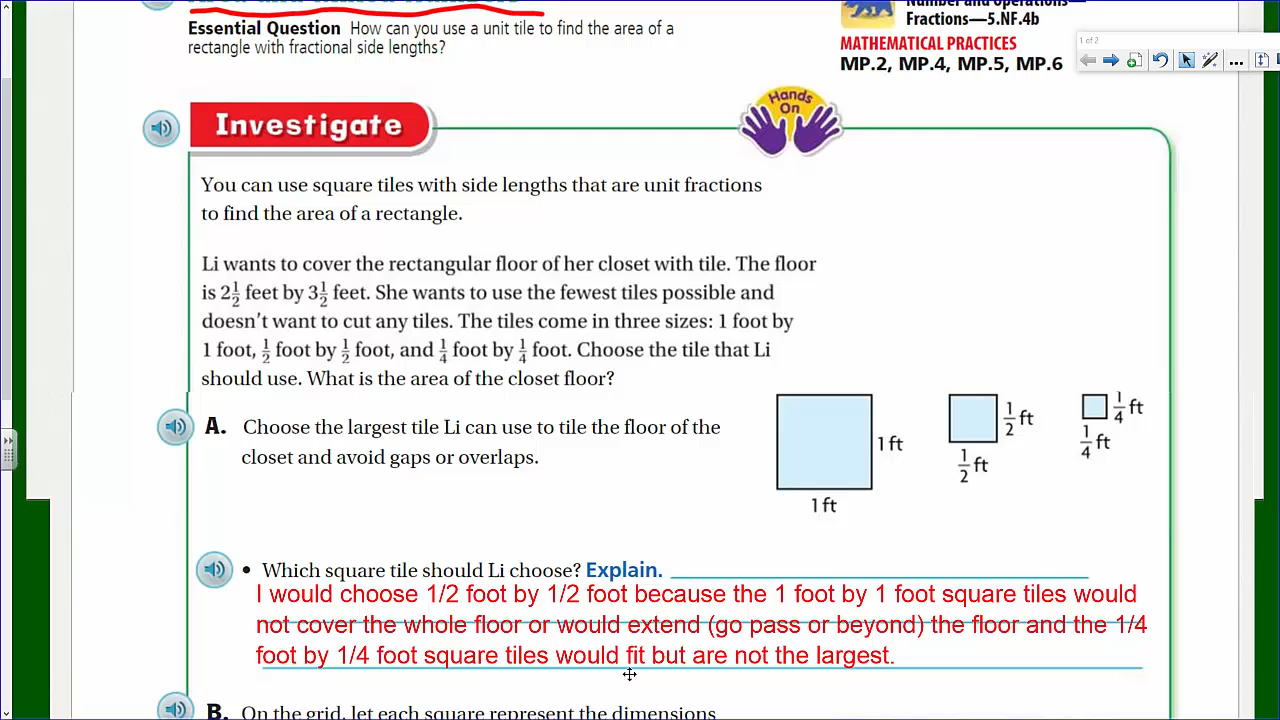 Essential Question How can you use a unit tile to find the area of a
rectangle with fractional side lengths?
Number and Operations—
Fractions—5.NF.4b
MATHEMATICAL PRACTICES
MP.2, MP.4, MP.5, MP.6
1 of 2
Hands
On
Investigate
You can use square tiles with side lengths that are unit fractions
to find the area of a rectangle.
Li wants to cover the rectangular floor of her closet with tile. The floor
is 2 1/2 feet by 3 1/2 feet. She wants to use the fewest tiles possible and
doesn't want to cut any tiles. The tiles come in three sizes: 1 foot by
1 foot, 1/2 foot by 1/2 foot, and 1/4 foot by 1/4 foot. Choose the tile that Li
should use. What is the area of the closet floor?
A. Choose the largest tile Li can use to tile the floor of the
closet and avoid gaps or overlaps.
1 ft
1 ft
1/2 ft
1/2 ft
1/4 ft
1/4 ft
• Which square tile should Li choose? Explain.
I would choose 1/2 foot by 1/2 foot because the 1 foot by 1 foot square tiles would
not cover the whole floor or would extend (go pass or beyond) the floor and the 1/4
foot by 1/4 foot square tiles would fit but are not the largest.
B. On the grid, let each square represent the dimensions